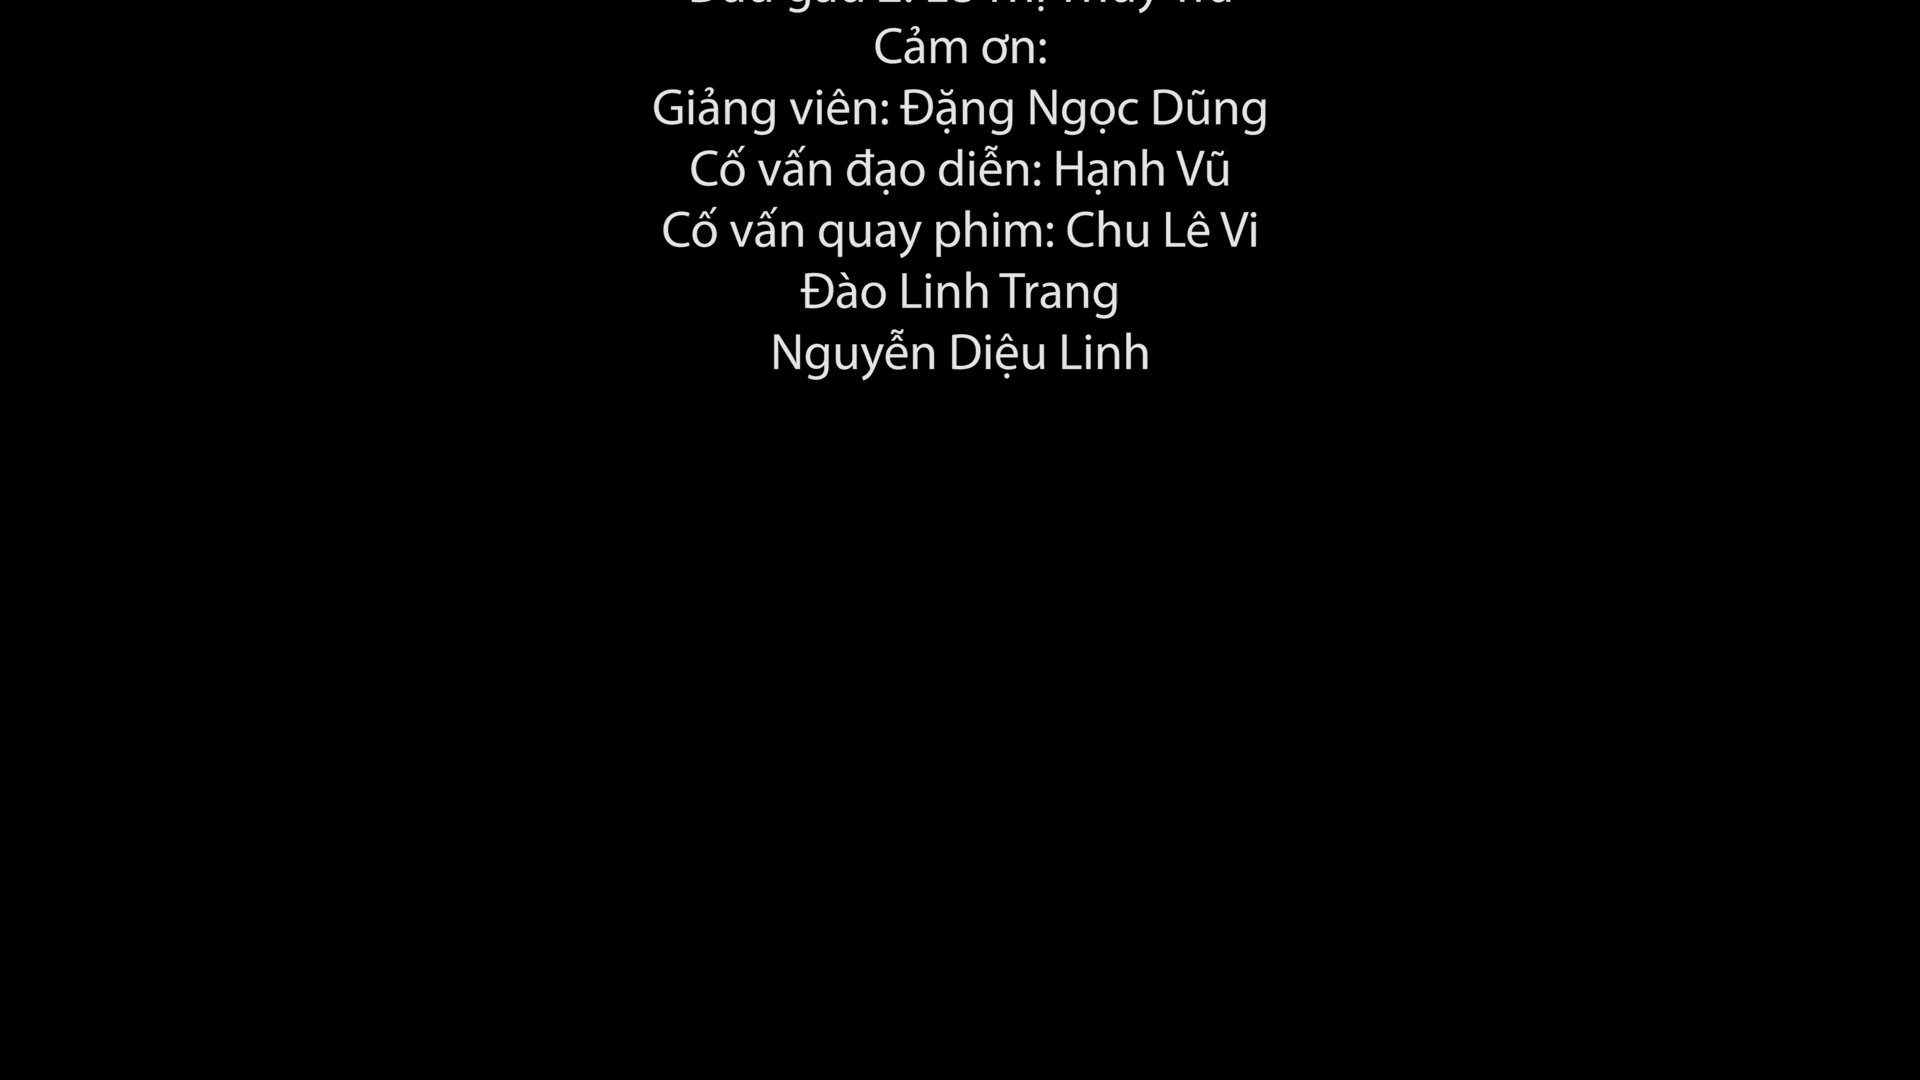 Cảm ơn:
Giảng viên: Đặng Ngọc Dũng
Cố vấn đạo diễn: Hạnh Vũ
Cố vấn quay phim: Chu Lê Vi
Đào Linh Trang
Nguyễn Diệu Linh